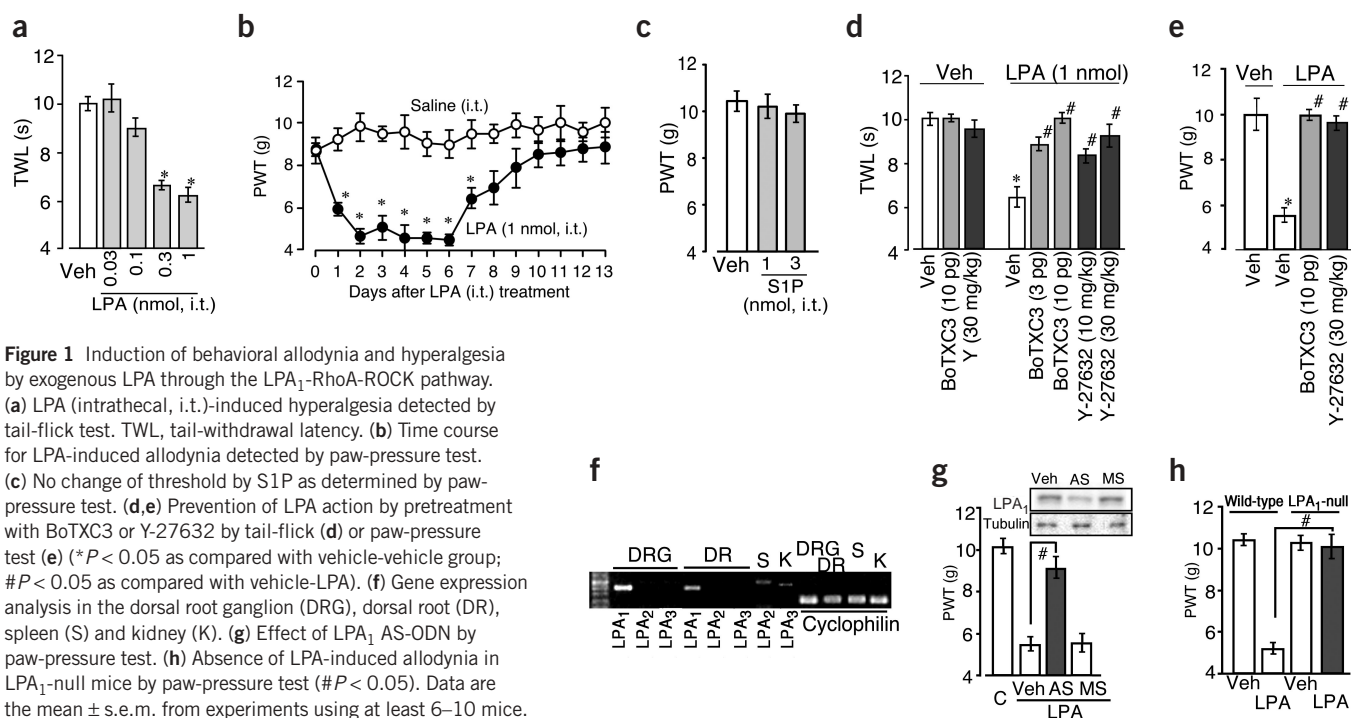 a
12
10
8
6
4
TWL (s)
*
*
Veh
0.03
0.1
0.3
1
LPA (nmol, i.t.)
b
12
10
8
6
4
PWT (g)
Saline (i.t.)
* * * * * * *
LPA (1 nmol, i.t.)
0 1 2 3 4 5 6 7 8 9 10 11 12 13
Days after LPA (i.t.) treatment
c
12
10
8
6
4
PWT (g)
Veh 1 3
S1P
(nmol, i.t.)
d
Veh LPA (1 nmol)
12
10
8
6
4
TWL (s)
* # # # #
Veh
BoTXC3 (10 pg)
Y (30 mg/kg)
Veh
BoTXC3 (3 pg)
BoTXC3 (10 pg)
Y-27632 (10 mg/kg)
Y-27632 (30 mg/kg)
e
12
10
8
6
4
PWT (g)
Veh LPA
* # #
Veh
Veh
BoTXC3 (10 pg)
Y-27632 (30 mg/kg)
Figure 1 Induction of behavioral allodynia and hyperalgesia
by exogenous LPA through the LPA₁-RhoA-ROCK pathway.
(a) LPA (intrathecal, i.t.)-induced hyperalgesia detected by
tail-flick test. TWL, tail-withdrawal latency. (b) Time course
for LPA-induced allodynia detected by paw-pressure test.
(c) No change of threshold by S1P as determined by paw-
pressure test. (d,e) Prevention of LPA action by pretreatment
with BoTXC3 or Y-27632 by tail-flick (d) or paw-pressure
test (e) (*P < 0.05 as compared with vehicle-vehicle group;
#P < 0.05 as compared with vehicle-LPA). (f) Gene expression
analysis in the dorsal root ganglion (DRG), dorsal root (DR),
spleen (S) and kidney (K). (g) Effect of LPA₁ AS-ODN by
paw-pressure test. (h) Absence of LPA-induced allodynia in
LPA₁-null mice by paw-pressure test (#P < 0.05). Data are
the mean ± s.e.m. from experiments using at least 6–10 mice.
f
DRG DR S K DRG DR S K
LPA₁ LPA₂ LPA₃ LPA₁ LPA₂ LPA₃ LPA₂ LPA₃ Cyclophilin
g
Veh AS MS
LPA₁
Tubulin
12
10
8
6
4
PWT (g)
#
C Veh AS MS
LPA
h
12
10
8
6
4
PWT (g)
Wild-type LPA₁-null
#
Veh LPA Veh LPA